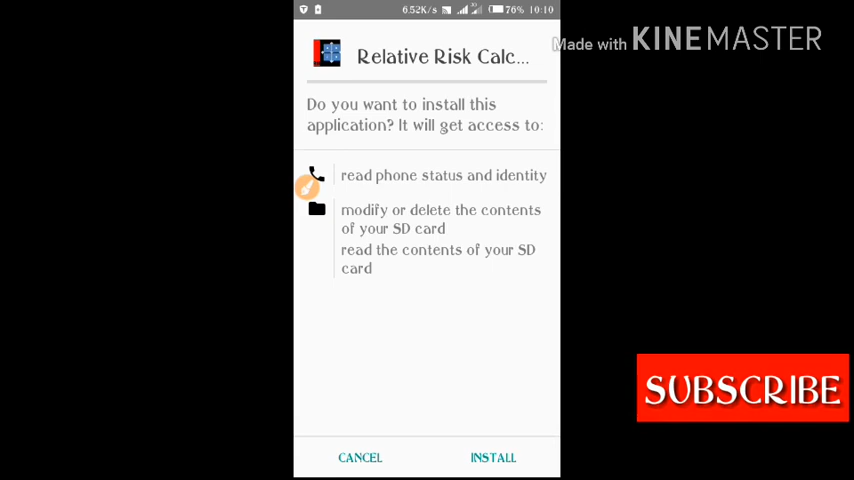 6.52K/s 76% 10:10
Made with KINEMASTER
Relative Risk Calc...
Do you want to install this
application? It will get access to:
read phone status and identity
modify or delete the contents
of your SD card
read the contents of your SD
card
SUBSCRIBE
CANCEL INSTALL